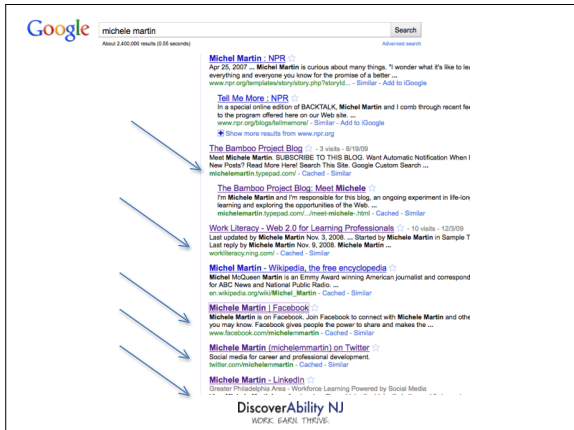 Google
michele martin
Search
About 2,400,000 results (0.55 seconds)
Advanced search
Michel Martin : NPR
Apr 25, 2007 ... Michel Martin is curious about many things. "I wonder what it's like to lea
everything and everyone you know for the promise of a better ...
www.npr.org/templates/story/story.php?storyId... - Similar - Add to iGoogle
Tell Me More : NPR
In a special online edition of BACKTALK, Michel Martin and I comb through recent fee
to the program offered here on our Web site. ...
www.npr.org/blogs/tellmemore/ - Similar - Add to iGoogle
Show more results from www.npr.org
The Bamboo Project Blog - 3 visits - 8/19/09
Meet Michele Martin. SUBSCRIBE TO THIS BLOG. Want Automatic Notification When I
New Posts? Read More Here! Search This Site. Google Custom Search ...
michelemartin.typepad.com/ - Cached - Similar
The Bamboo Project Blog: Meet Michele
I'm Michele Martin and I'm responsible for this blog, an ongoing experiment in life-long
learning and exploring the opportunities of the Web. ...
michelemartin.typepad.com/.../meet-michele-.html - Cached - Similar
Work Literacy - Web 2.0 for Learning Professionals - 10 visits - 12/3/09
Last updated by Michele Martin Nov 3, 2008. ... Started by Michele Martin in Sample T
Last reply by Michele Martin Nov 9, 2008. Michele Martin ...
workliteracy.ning.com/ - Cached - Similar
Michel Martin - Wikipedia, the free encyclopedia
Michel McQueen Martin is an Emmy Award winning American journalist and correspond
for ABC News and National Public Radio. ...
en.wikipedia.org/wiki/Michel_Martin - Cached - Similar
Michele Martin | Facebook
Michele Martin is on Facebook. Join Facebook to connect with Michele Martin and othe
you may know. Facebook gives people the power to share and makes the ...
www.facebook.com/michelemmartin - Cached - Similar
Michele Martin (michelemmartin) on Twitter
Social media for career and professional development.
twitter.com/michelemmartin - Cached - Similar
Michele Martin - LinkedIn
Greater Philadelphia Area - Workforce Learning Powered by Social Media
DiscoverAbility NJ
WORK. EARN. THRIVE.